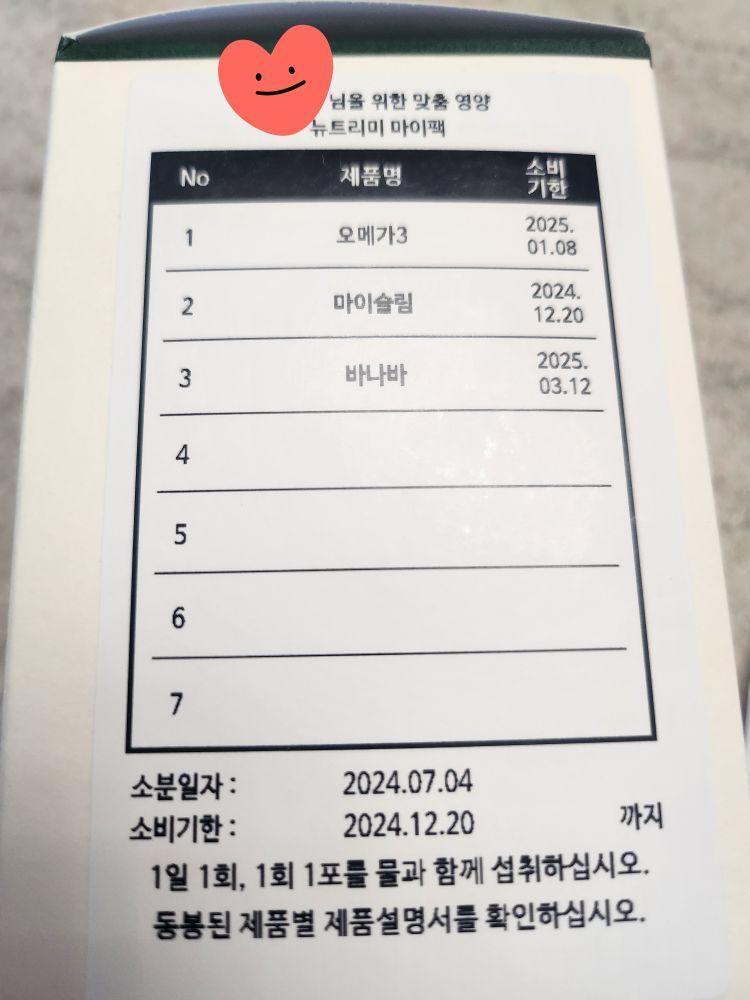 님을 위한 맞춤 영양
뉴트리미 마이팩
No 제품명 소비
기한
1 오메가3 2025.
01.08
2 마이슬림 2024.
12.20
3 바나바 2025.
03.12
4
5
6
7
소분일자 : 2024.07.04
소비기한 : 2024.12.20 까지
1일 1회, 1회 1포를 물과 함께 섭취하십시오.
동봉된 제품별 제품설명서를 확인하십시오.